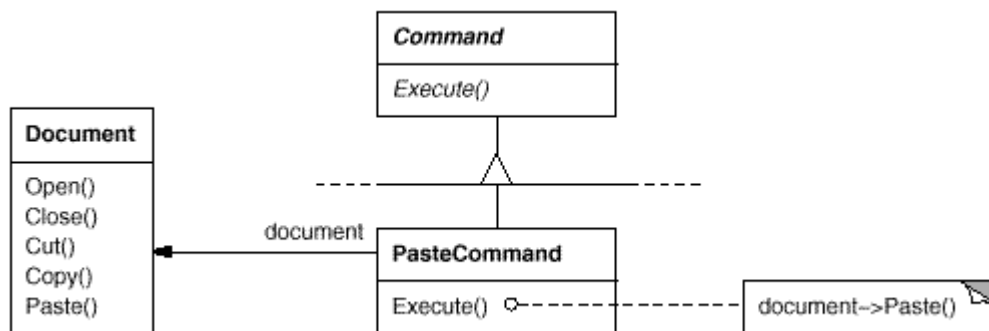 Command
Execute()
Document
Open()
Close()
Cut()
Copy()
Paste()
document
PasteCommand
Execute()
document->Paste()